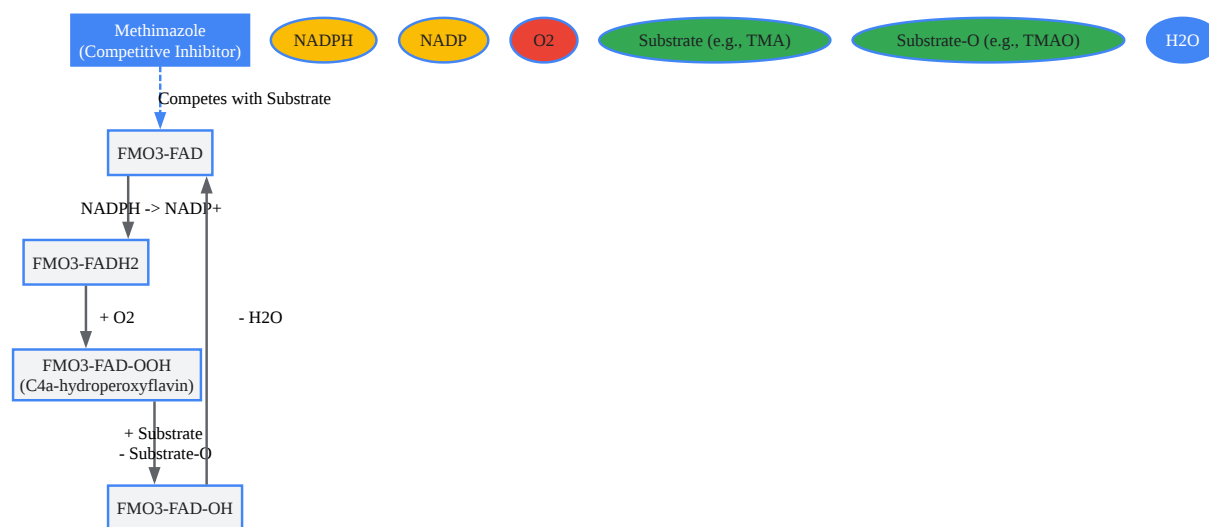 Methimazole
(Competitive Inhibitor)
NADPH
NADP
O2
Substrate (e.g., TMA)
Substrate-O (e.g., TMAO)
H2O
Competes with Substrate
FMO3-FAD
NADPH -> NADP+
FMO3-FADH2
+ O2
- H2O
FMO3-FAD-OOH
(C4a-hydroperoxyflavin)
+ Substrate
- Substrate-O
FMO3-FAD-OH